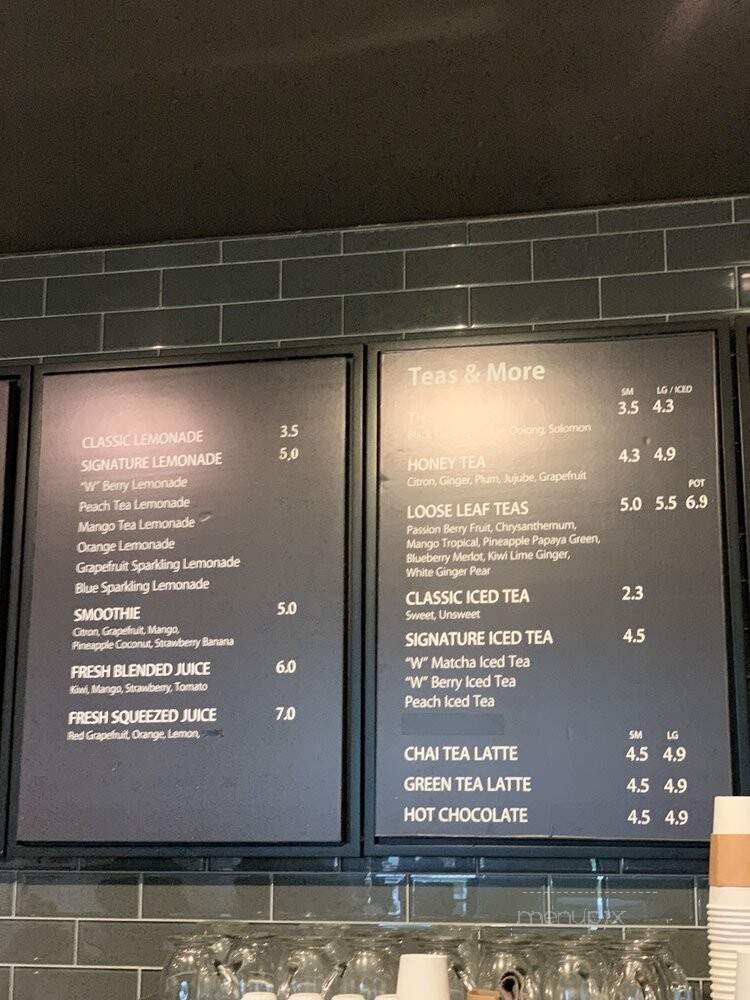 CLASSIC LEMONADE 3.5
SIGNATURE LEMONADE 5.0
"W" Berry Lemonade
Peach Tea Lemonade
Mango Tea Lemonade
Orange Lemonade
Grapefruit Sparkling Lemonade
Blue Sparkling Lemonade
SMOOTHIE 5.0
Citron, Grapefruit, Mango,
Pineapple Coconut, Strawberry Banana
FRESH BLENDED JUICE 6.0
Kiwi, Mango, Strawberry, Tomato
FRESH SQUEEZED JUICE 7.0
Red Grapefruit, Orange, Lemon,
Teas & More
SM LG / ICED
3.5 4.3
Oolong, Solomon
HONEY TEA 4.3 4.9
Citron, Ginger, Plum, Jujube, Grapefruit
POT
LOOSE LEAF TEAS 5.0 5.5 6.9
Passion Berry Fruit, Chrysanthemum,
Mango Tropical, Pineapple Papaya Green,
Blueberry Merlot, Kiwi Lime Ginger,
White Ginger Pear
CLASSIC ICED TEA 2.3
Sweet, Unsweet
SIGNATURE ICED TEA 4.5
"W" Matcha Iced Tea
"W" Berry Iced Tea
Peach Iced Tea
SM LG
CHAI TEA LATTE 4.5 4.9
GREEN TEA LATTE 4.5 4.9
HOT CHOCOLATE 4.5 4.9
menupix